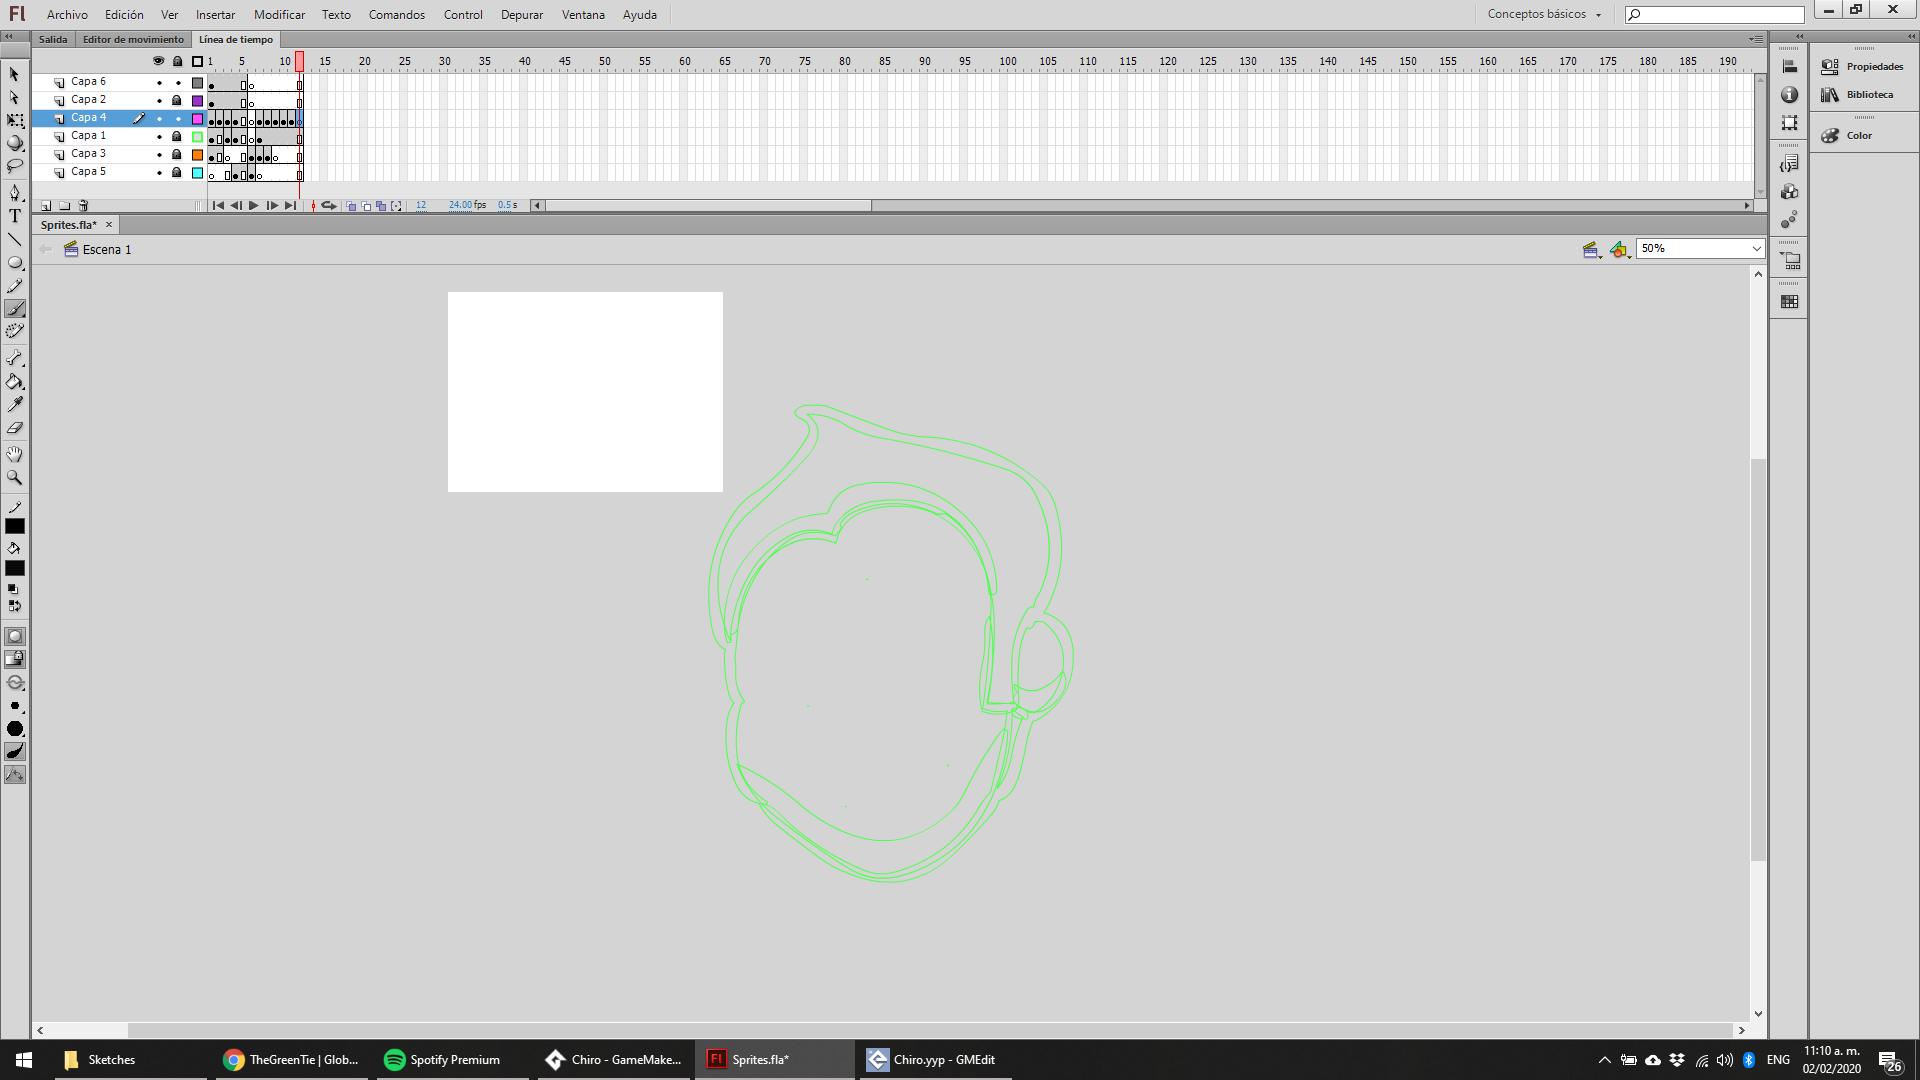 Fl Archivo Edición Ver Insertar Modificar Texto Comandos Control Depurar Ventana Ayuda Conceptos básicos
Salida Editor de movimiento Línea de tiempo
1 5 10 15 20 25 30 35 40 45 50 55 60 65 70 75 80 85 90 95 100 105 110 115 120 125 130 135 140 145 150 155 160 165 170 175 180 185 190
Capa 6
Capa 2
Capa 4
Capa 1
Capa 3
Capa 5
12 24.00 fps 0.5 s
Propiedades
Biblioteca
Color
Sprites.fla* ×
Escena 1
50%
T
Sketches
TheGreenTie | Glob...
Spotify Premium
Chiro - GameMake...
Fl Sprites.fla*
Chiro.yyp - GMEdit
ENG
11:10 a. m.
02/02/2020
26